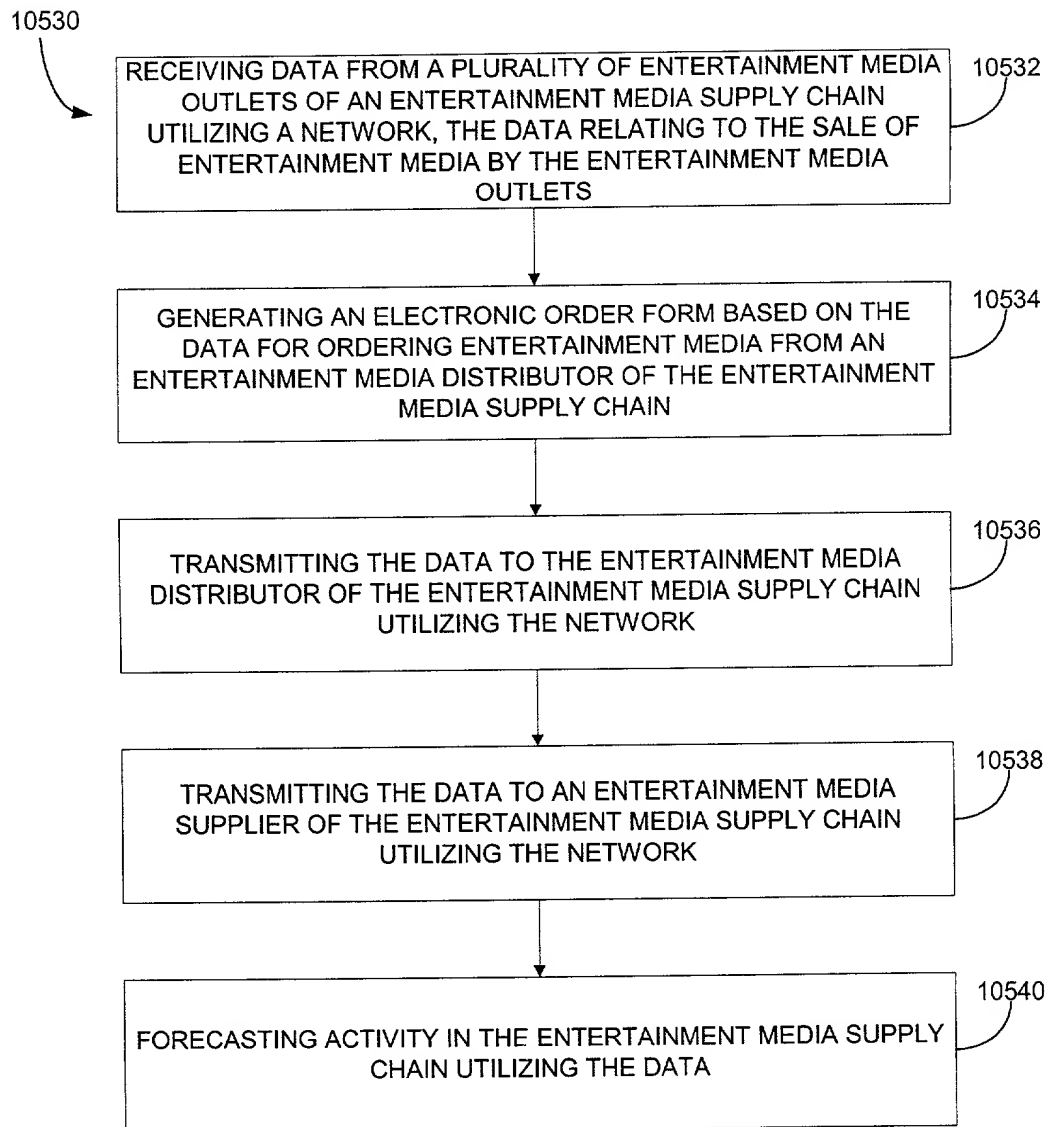 10530
RECEIVING DATA FROM A PLURALITY OF ENTERTAINMENT MEDIA
OUTLETS OF AN ENTERTAINMENT MEDIA SUPPLY CHAIN
UTILIZING A NETWORK, THE DATA RELATING TO THE SALE OF
ENTERTAINMENT MEDIA BY THE ENTERTAINMENT MEDIA
OUTLETS
10532
GENERATING AN ELECTRONIC ORDER FORM BASED ON THE
DATA FOR ORDERING ENTERTAINMENT MEDIA FROM AN
ENTERTAINMENT MEDIA DISTRIBUTOR OF THE ENTERTAINMENT
MEDIA SUPPLY CHAIN
10534
TRANSMITTING THE DATA TO THE ENTERTAINMENT MEDIA
DISTRIBUTOR OF THE ENTERTAINMENT MEDIA SUPPLY CHAIN
UTILIZING THE NETWORK
10536
TRANSMITTING THE DATA TO AN ENTERTAINMENT MEDIA
SUPPLIER OF THE ENTERTAINMENT MEDIA SUPPLY CHAIN
UTILIZING THE NETWORK
10538
FORECASTING ACTIVITY IN THE ENTERTAINMENT MEDIA SUPPLY
CHAIN UTILIZING THE DATA
10540